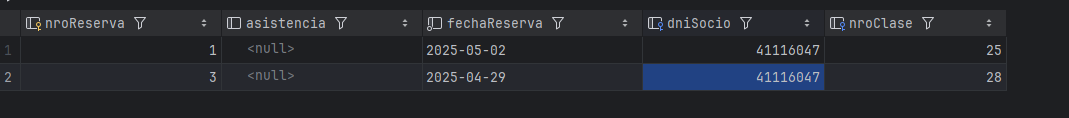 nroReserva asistencia fechaReserva dniSocio nroClase
1 1 <null> 2025-05-02 41116047 25
2 3 <null> 2025-04-29 41116047 28